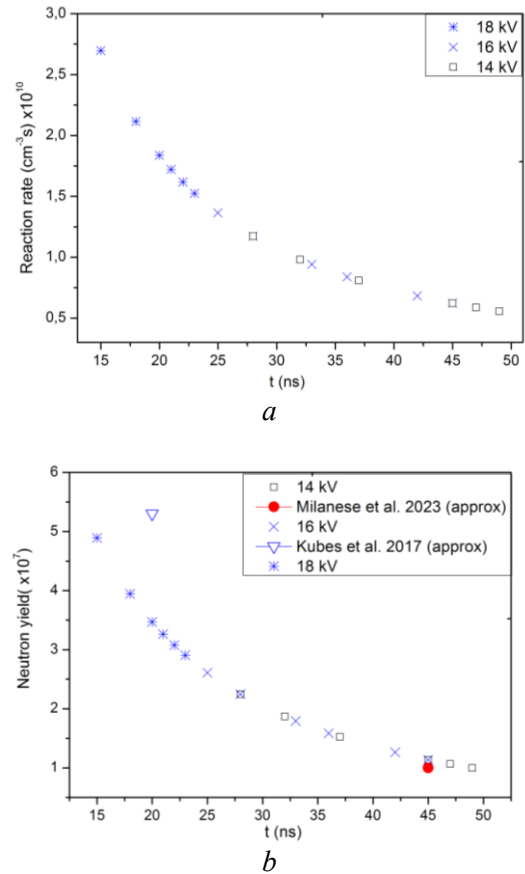 3,0
2,5
2,0
1,5
1,0
0,5
15 20 25 30 35 40 45 50
Reaction rate (cm⁻³s) x10¹⁰
t (ns)
18 kV
16 kV
14 kV
a
6
5
4
3
2
1
15 20 25 30 35 40 45 50
Neutron yield( x10⁷)
t (ns)
14 kV
Milanese et al. 2023 (approx)
16 kV
Kubes et al. 2017 (approx)
18 kV
b